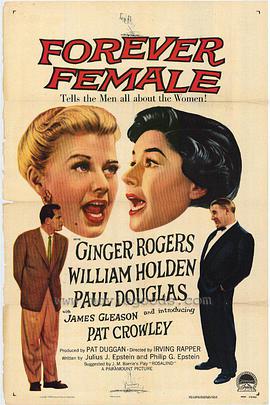 FOREVER
FEMALE
Tells the Men all about the Women!
GINGER ROGERS
WILLIAM HOLDEN
PAUL DOUGLAS
with JAMES GLEASON and introducing
PAT CROWLEY
Produced by PAT DUGGAN · Directed by IRVING RAPPER
Written by Julius J. Epstein and Philip G. Epstein
Suggested by J. M. Barrie's Play "ROSALIND"
A PARAMOUNT PICTURE